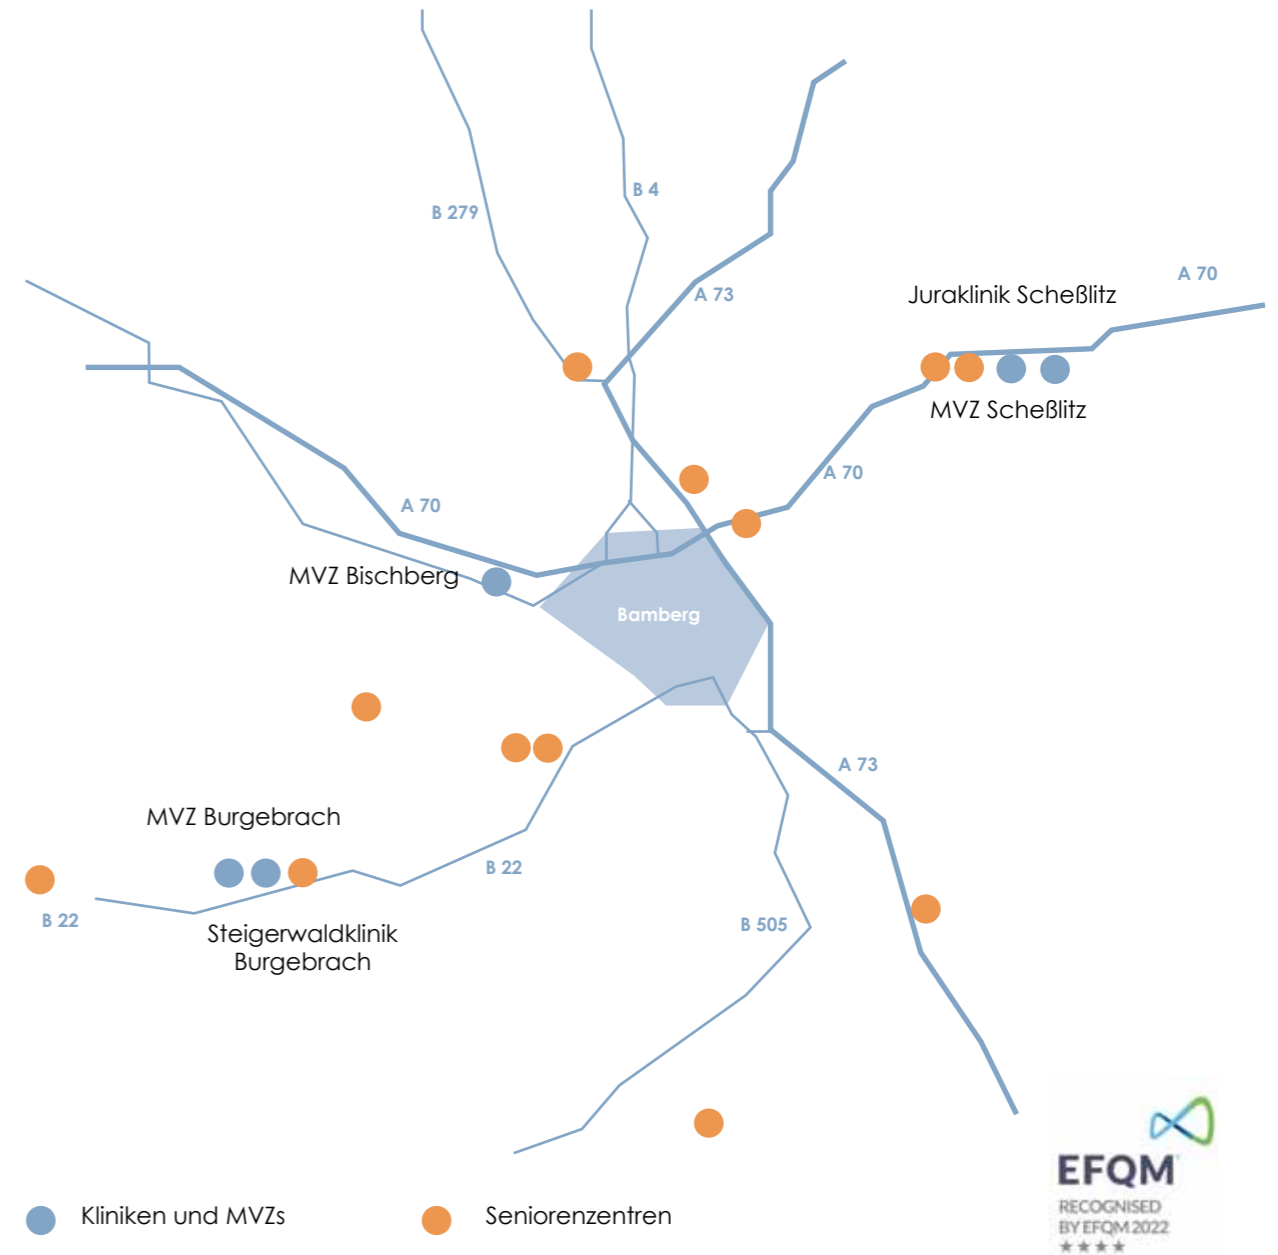 B 4
B 279
A 70
Juraklinik Scheßlitz
A 73
MVZ Scheßlitz
A 70
A 70
MVZ Bischberg
Bamberg
A 73
MVZ Burgebrach
B 22
B 22
B 505
Steigerwaldklinik
Burgebrach
EFQM
RECOGNISED
BY EFQM 2022
★★★★
Kliniken und MVZs
Seniorenzentren